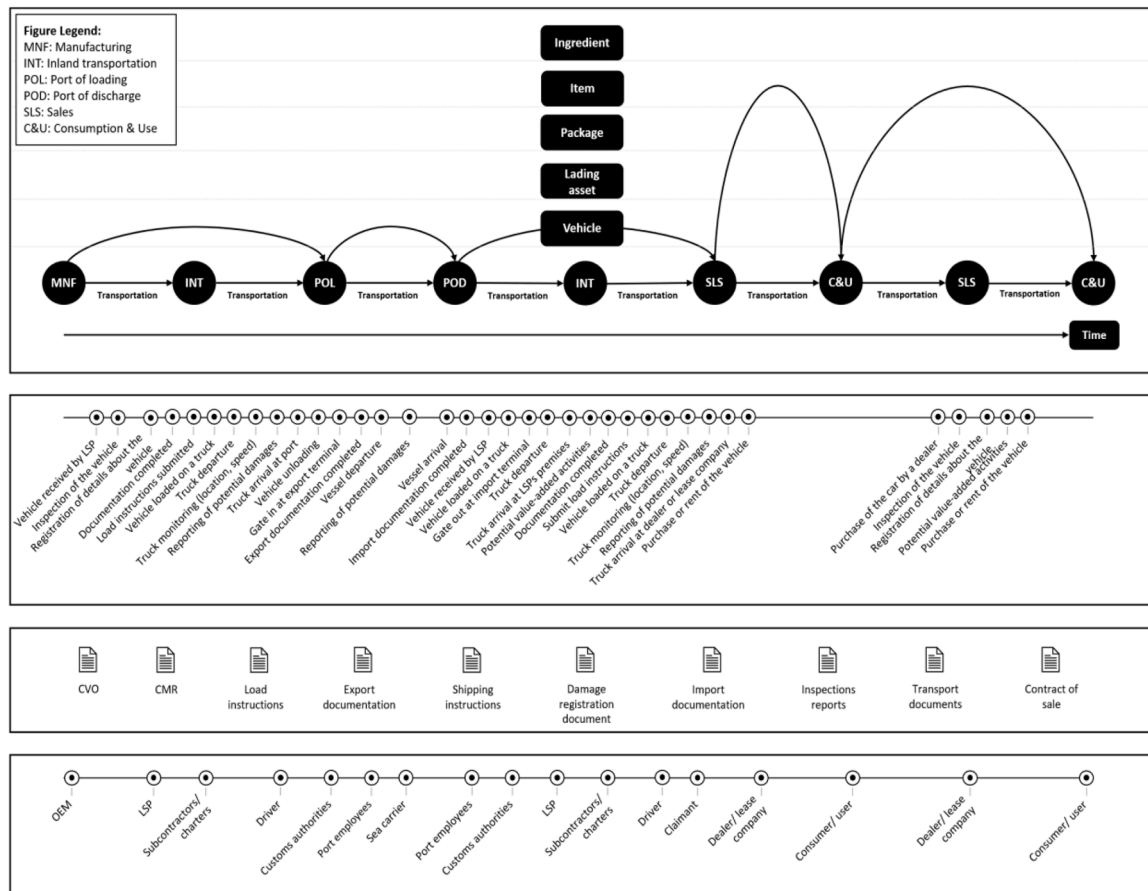 Figure Legend:
MNF: Manufacturing
INT: Inland transportation
POL: Port of loading
POD: Port of discharge
SLS: Sales
C&U: Consumption & Use
Ingredient
Item
Package
Lading
asset
Vehicle
MNF
INT
POL
POD
INT
SLS
C&U
SLS
C&U
Transportation
Transportation
Transportation
Transportation
Transportation
Transportation
Transportation
Transportation
Time
Vehicle received by LSP
Inspection of the vehicle
Registration of details about the
vehicle
Documentation completed
Load instructions submitted
Vehicle loaded on a truck
Truck departure
Truck monitoring (location, speed)
Reporting of potential damages
Truck arrival at port
Vehicle unloading
Gate in at export terminal
Export documentation completed
Vessel departure
Reporting of potential damages
Vessel arrival
Import documentation completed
Vehicle received by LSP
Vehicle loaded on a truck
Gate out at import terminal
Truck departure
Truck arrival at LSPs premises
Potential value-added activities
Documentation completed
Submit load instructions
Vehicle loaded on a truck
Truck departure
Truck monitoring (location, speed)
Reporting of potential damages
Truck arrival at dealer or lease company
Purchase or rent of the vehicle
Purchase of the car by a dealer
Inspection of the vehicle
Registration of details about the
vehicle
Potential value-added activities
Purchase or rent of the vehicle
CVO
CMR
Load
instructions
Export
documentation
Shipping
instructions
Damage
registration
document
Import
documentation
Inspections
reports
Transport
documents
Contract of
sale
OEM
LSP
Subcontractors/
charters
Driver
Customs authorities
Port employees
Sea carrier
Port employees
Customs authorities
LSP
Subcontractors/
charters
Driver
Claimant
Dealer/ lease
company
Consumer/ user
Dealer/ lease
company
Consumer/ user